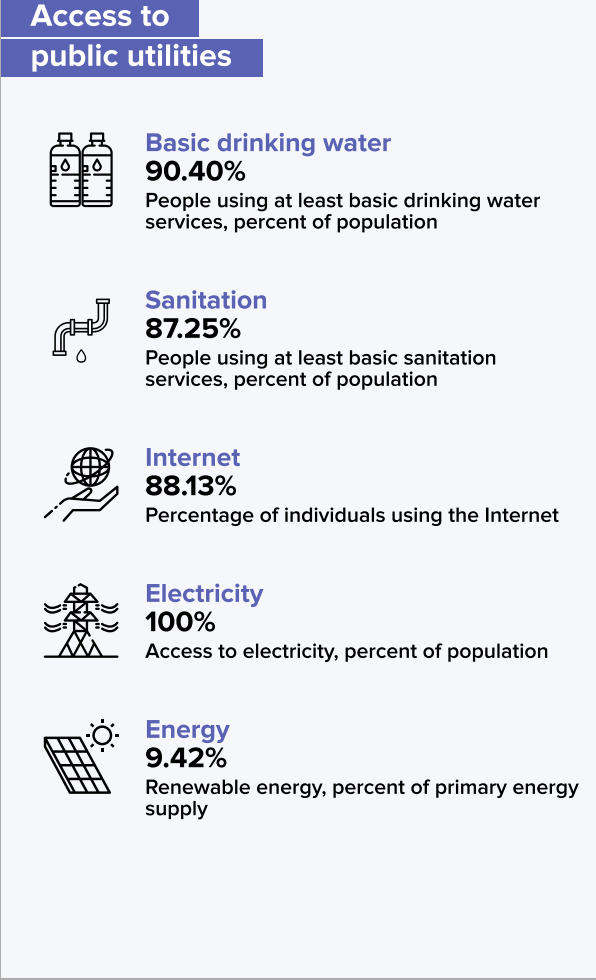 Access to
public utilities
Basic drinking water
90.40%
People using at least basic drinking water
services, percent of population
Sanitation
87.25%
People using at least basic sanitation
services, percent of population
Internet
88.13%
Percentage of individuals using the Internet
Electricity
100%
Access to electricity, percent of population
Energy
9.42%
Renewable energy, percent of primary energy
supply